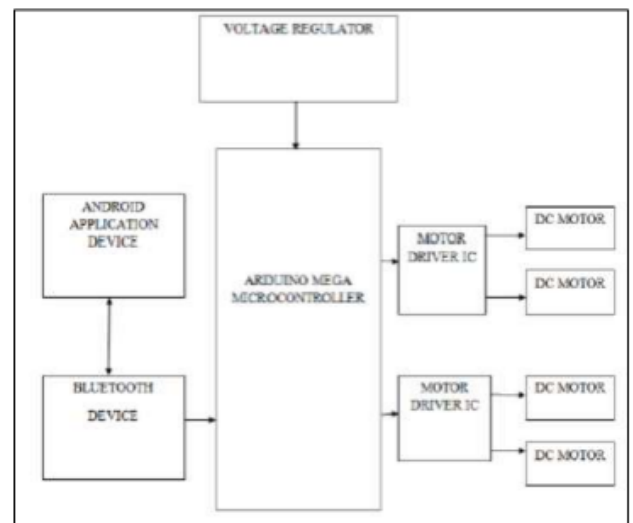 VOLTAGE REGULATOR
ANDROID
APPLICATION
DEVICE
BLUETOOTH
DEVICE
ARDUINO MEGA
MICROCONTROLLER
MOTOR
DRIVER IC
DC MOTOR
DC MOTOR
MOTOR
DRIVER IC
DC MOTOR
DC MOTOR